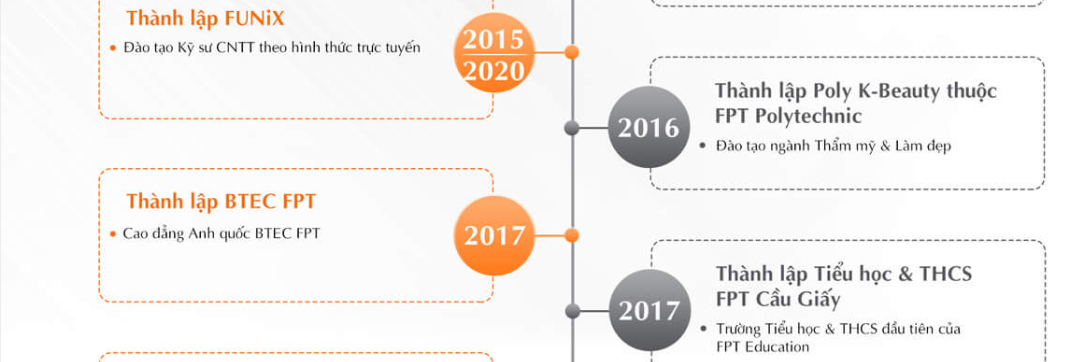 Thành lập FUNiX
Đào tạo Kỹ sư CNTT theo hình thức trực tuyến
2015
2020
Thành lập Poly K-Beauty thuộc
FPT Polytechnic
Đào tạo ngành Thẩm mỹ & Làm đẹp
2016
Thành lập BTEC FPT
Cao đẳng Anh quốc BTEC FPT
2017
Thành lập Tiểu học & THCS
FPT Cầu Giấy
Trường Tiểu học & THCS đầu tiên của
FPT Education
2017